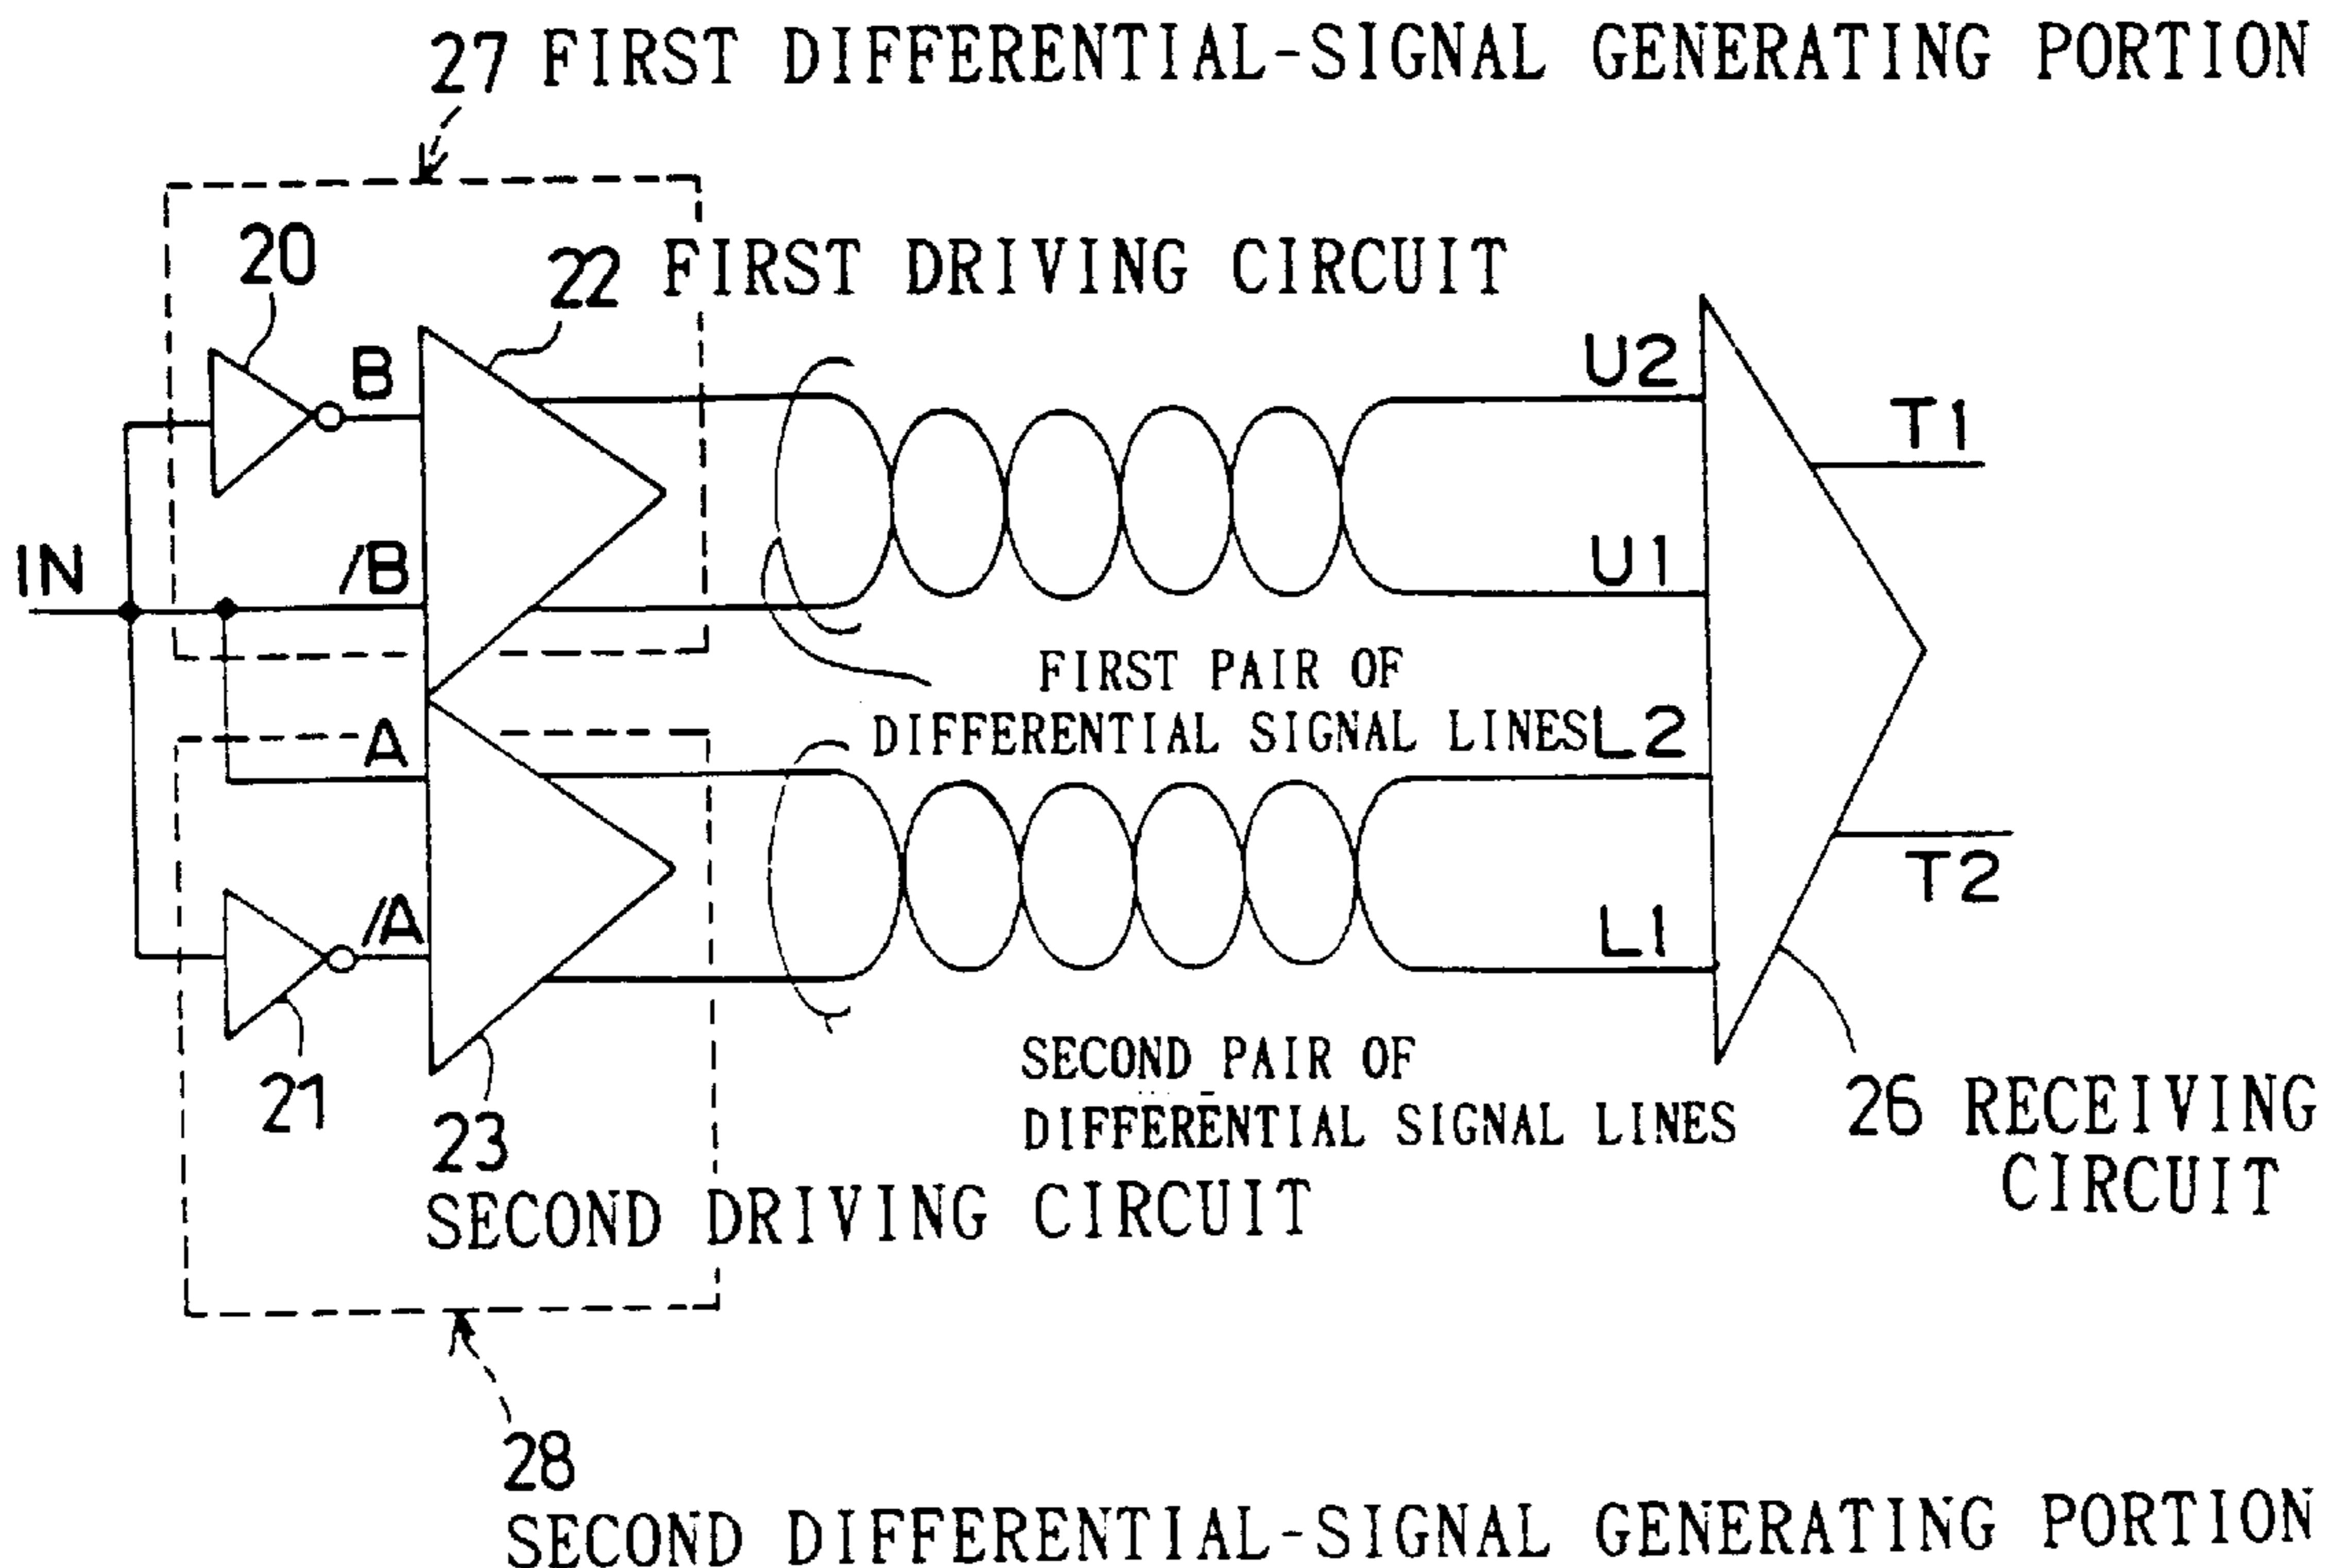 27 FIRST DIFFERENTIAL-SIGNAL GENERATING PORTION
20
22 FIRST DRIVING CIRCUIT
B
U2
T1
IN
/B
U1
FIRST PAIR OF
DIFFERENTIAL SIGNAL LINES
L2
A
T2
/A
L1
21
23
SECOND DRIVING CIRCUIT
SECOND PAIR OF
DIFFERENTIAL SIGNAL LINES
26 RECEIVING
CIRCUIT
28
SECOND DIFFERENTIAL-SIGNAL GENERATING PORTION